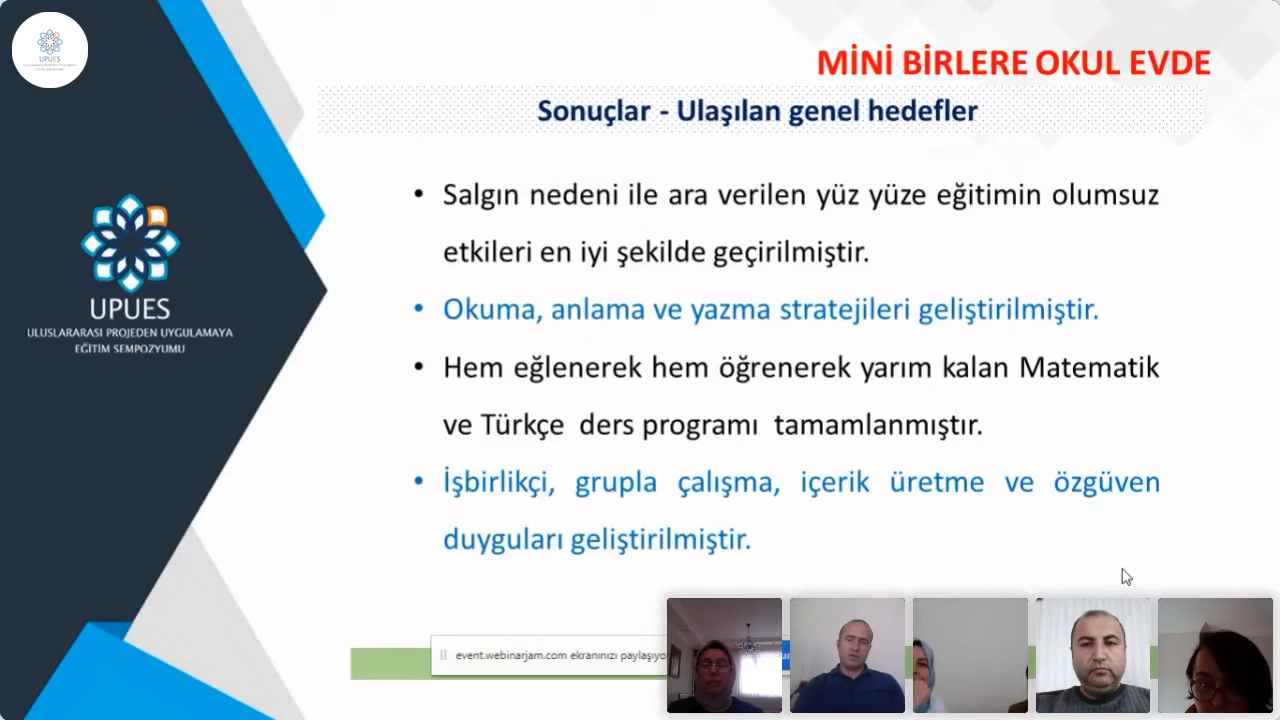 UPUES
MİNİ BİRLERE OKUL EVDE
Sonuçlar - Ulaşılan genel hedefler
• Salgın nedeni ile ara verilen yüz yüze eğitimin olumsuz
etkileri en iyi şekilde geçirilmiştir.
• Okuma, anlama ve yazma stratejileri geliştirilmiştir.
• Hem eğlenerek hem öğrenerek yarım kalan Matematik
ve Türkçe ders programı tamamlanmıştır.
• İşbirlikçi, grupla çalışma, içerik üretme ve özgüven
duyguları geliştirilmiştir.
UPUES
ULUSLARARASI PROJEDEN UYGULAMAYA
EĞİTİM SEMPOZYUMU
event.webinarjam.com ekranınızı paylaşıyo